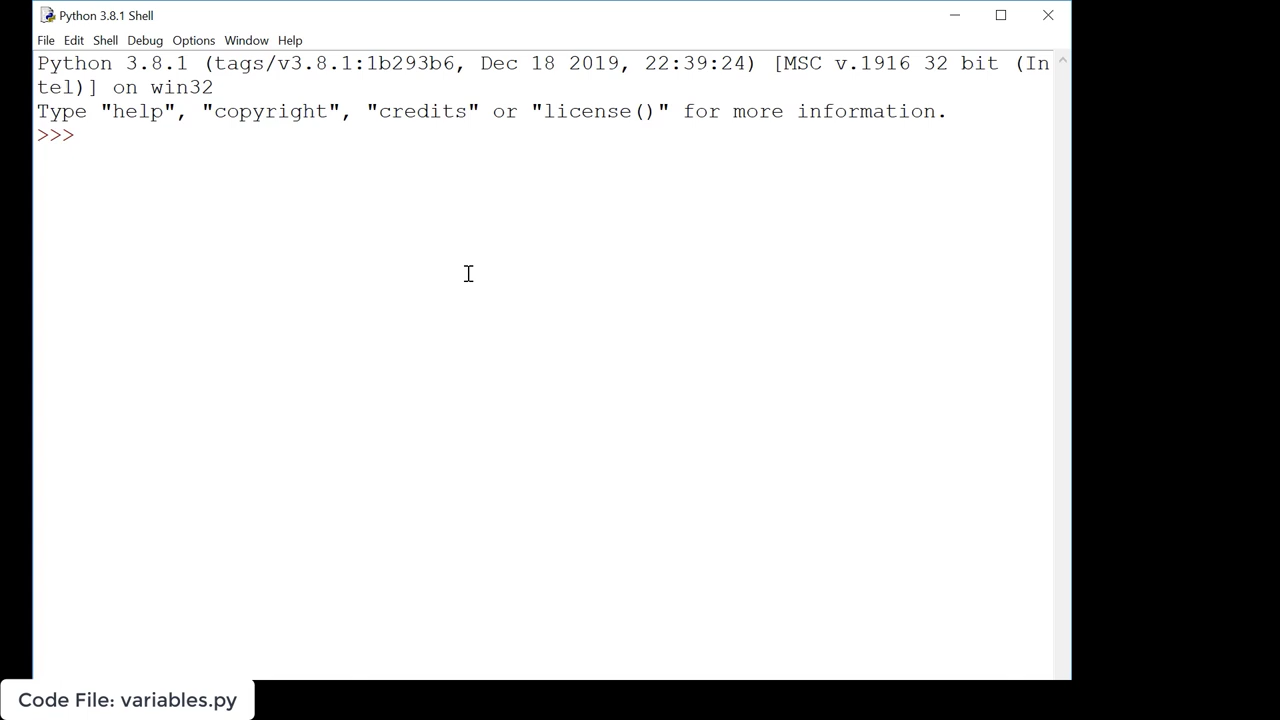 Python 3.8.1 Shell
File Edit Shell Debug Options Window Help
Python 3.8.1 (tags/v3.8.1:1b293b6, Dec 18 2019, 22:39:24) [MSC v.1916 32 bit (In
tel)] on win32
Type "help", "copyright", "credits" or "license()" for more information.
>>>
Code File: variables.py